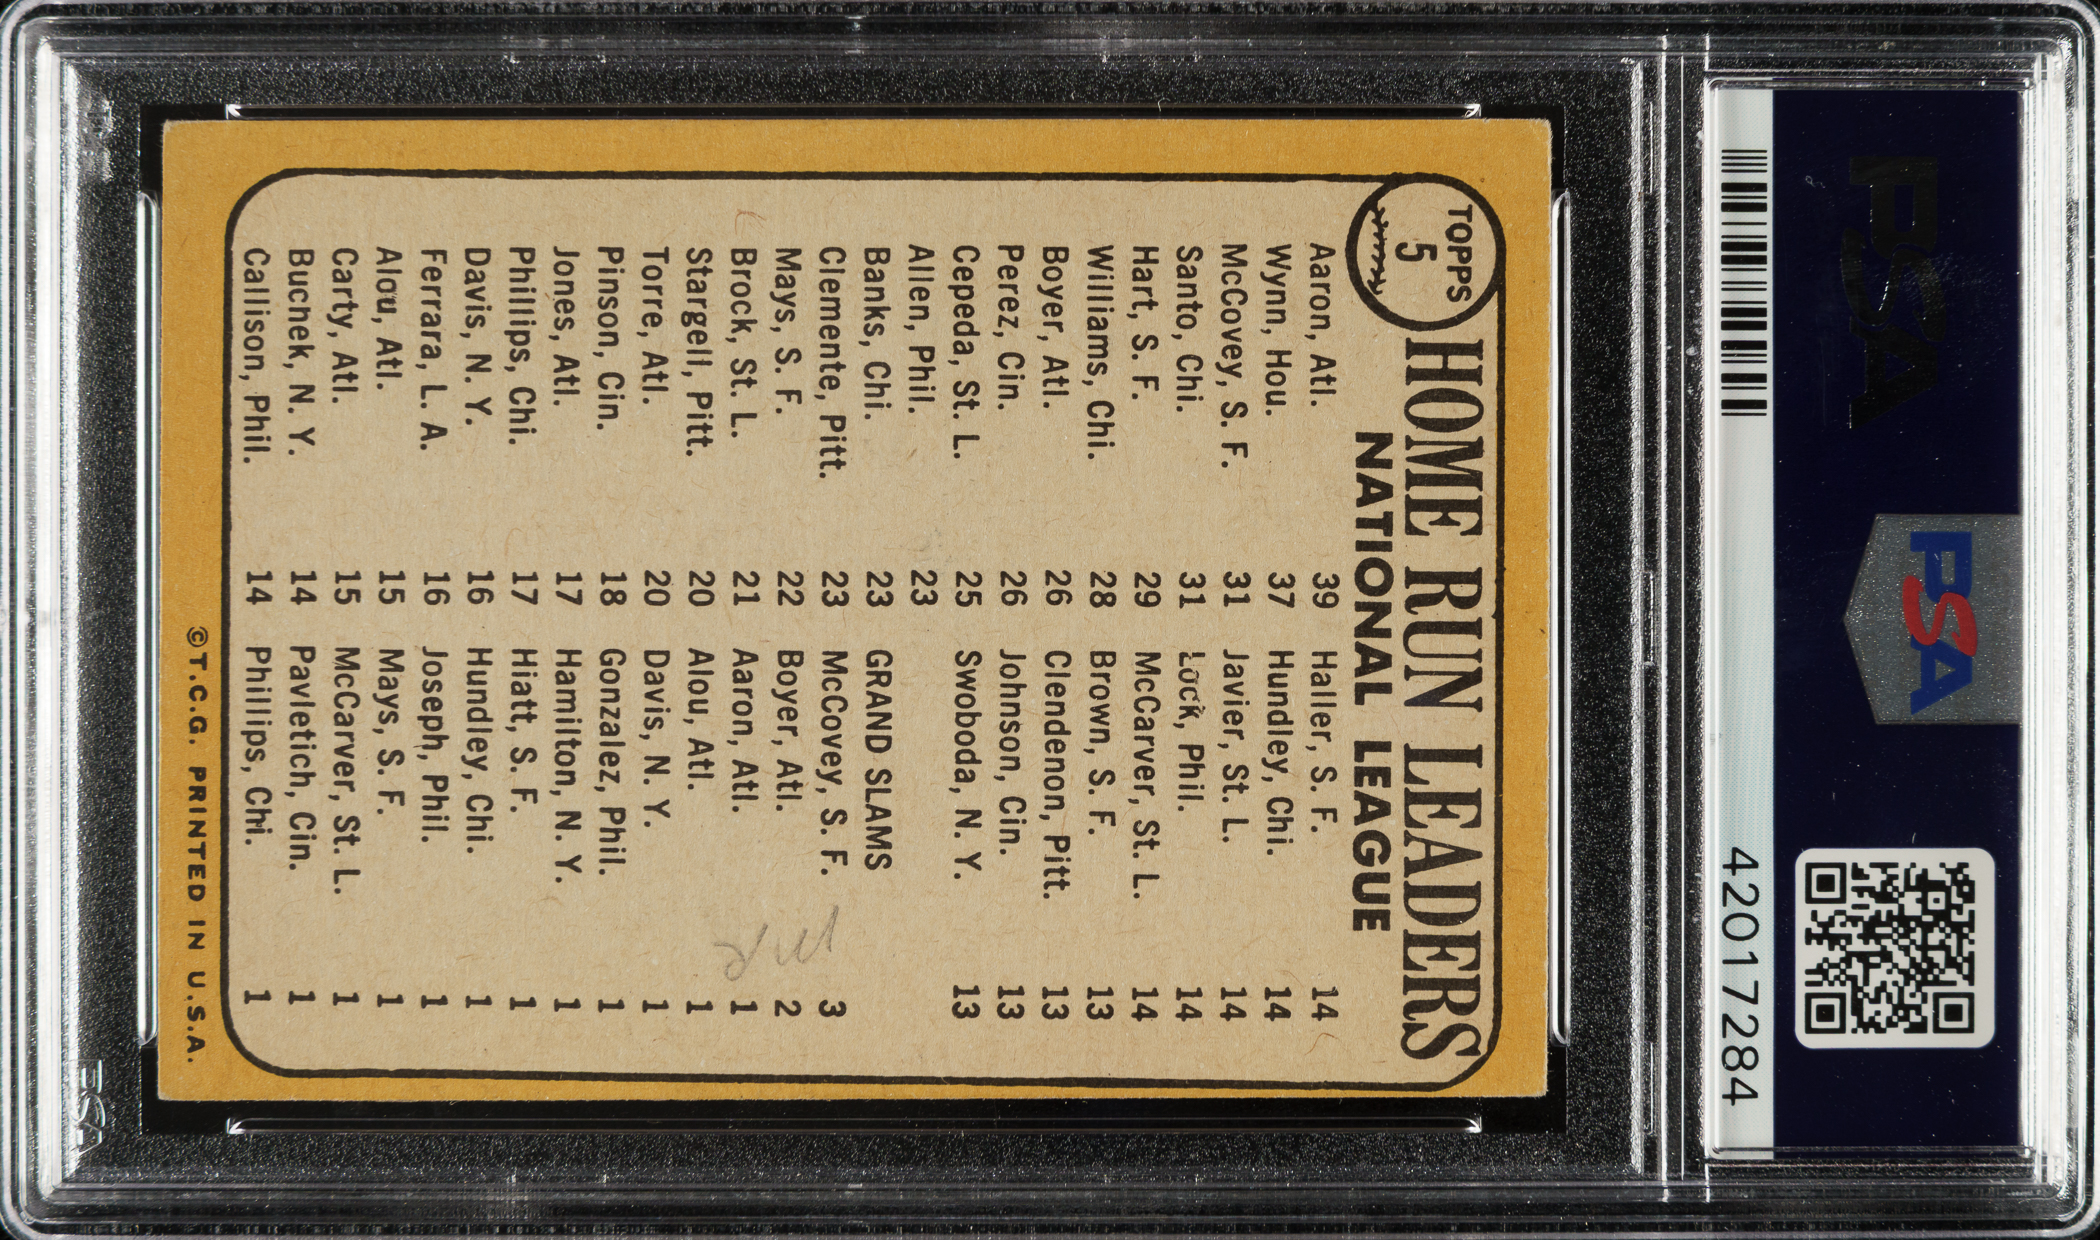 PSA
PSA
42017284
TOPPS
5
HOME RUN LEADERS
NATIONAL LEAGUE
Aaron, Atl. 39 Haller, S. F. 14
Wynn, Hou. 37 Hundley, Chi. 14
McCovey, S. F. 31 Javier, St. L. 14
Santo, Chi. 31 Lock, Phil. 14
Hart, S. F. 29 McCarver, St. L. 14
Williams, Chi. 28 Brown, S. F. 13
Boyer, Atl. 26 Clendenon, Pitt. 13
Perez, Cin. 26 Johnson, Cin. 13
Cepeda, St. L. 25 Swoboda, N. Y. 13
Allen, Phil. 23
Banks, Chi. 23 GRAND SLAMS
Clemente, Pitt. 23 McCovey, S. F. 3
Mays, S. F. 22 Boyer, Atl. 2
Brock, St. L. 21 Aaron, Atl. 1
Stargell, Pitt. 20 Alou, Atl. 1
Torre, Atl. 20 Davis, N. Y. 1
Pinson, Cin. 18 Gonzalez, Phil. 1
Jones, Atl. 17 Hamilton, N. Y. 1
Phillips, Chi. 17 Hiatt, S. F. 1
Davis, N. Y. 16 Hundley, Chi. 1
Ferrara, L. A. 16 Joseph, Phil. 1
Alou, Atl. 15 Mays, S. F. 1
Carty, Atl. 15 McCarver, St. L. 1
Buchek, N. Y. 14 Pavletich, Cin. 1
Callison, Phil. 14 Phillips, Chi. 1
©T.C.G. PRINTED IN U.S.A.
PSA